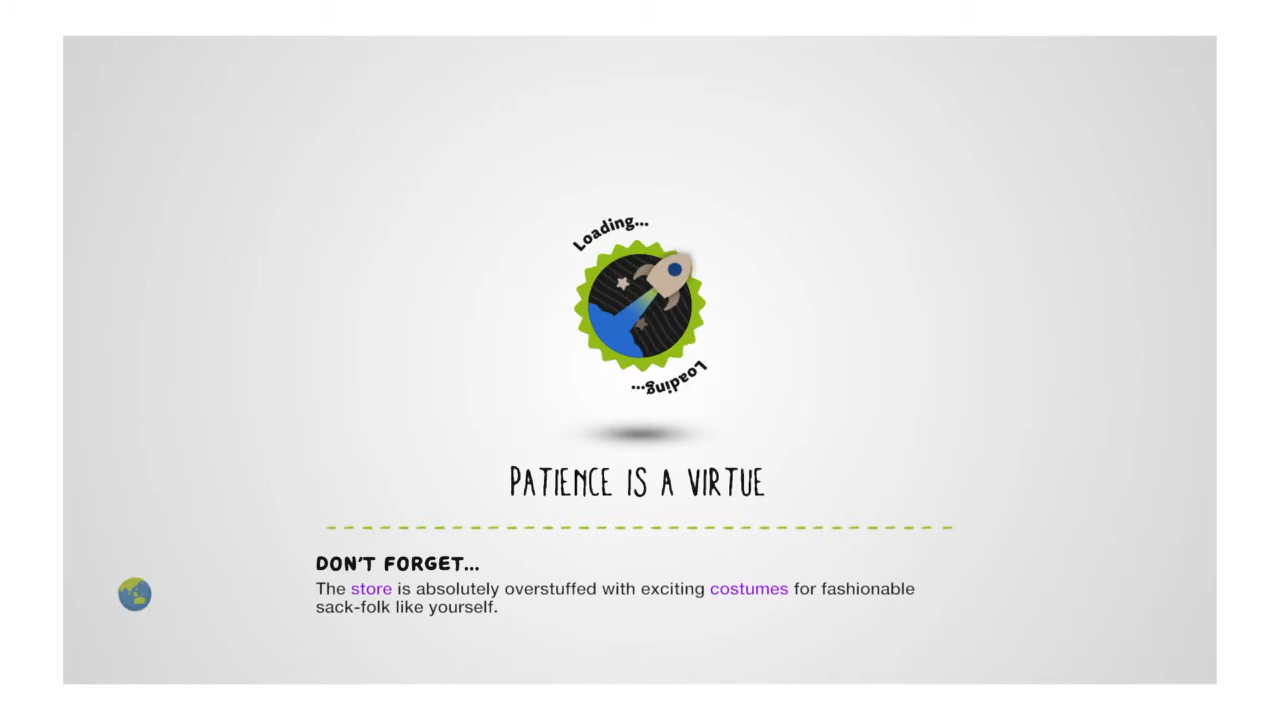 Loading...
Loading...
PATIENCE IS A VIRTUE
DON'T FORGET...
The store is absolutely overstuffed with exciting costumes for fashionable
sack-folk like yourself.